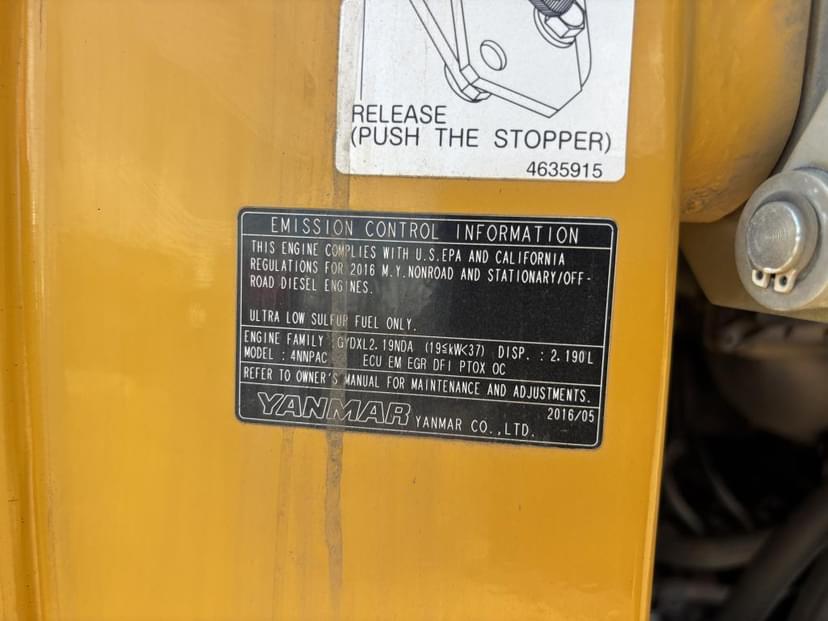 RELEASE
(PUSH THE STOPPER)
4635915
EMISSION CONTROL INFORMATION
THIS ENGINE COMPLIES WITH U.S.EPA AND CALIFORNIA
REGULATIONS FOR 2016 M.Y.NONROAD AND STATIONARY/OFF-
ROAD DIESEL ENGINES.
ULTRA LOW SULFUR FUEL ONLY.
ENGINE FAMILY : GYDXL2.19NDA (19≤kW<37) DISP. : 2.190L
MODEL : 4NNPAC ECU EM EGR DFI PTOX OC
REFER TO OWNER'S MANUAL FOR MAINTENANCE AND ADJUSTMENTS.
2016/05
YANMAR YANMAR CO.,LTD.